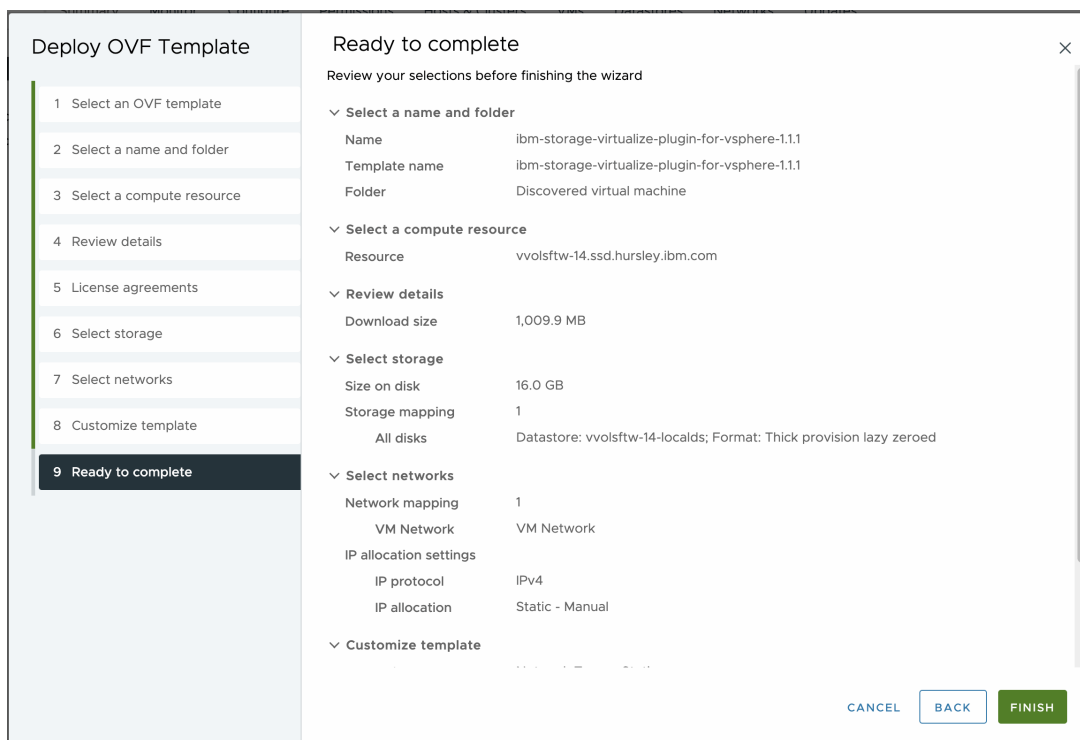 Deploy OVF Template
1 Select an OVF template
2 Select a name and folder
3 Select a compute resource
4 Review details
5 License agreements
6 Select storage
7 Select networks
8 Customize template
9 Ready to complete
Ready to complete
Review your selections before finishing the wizard
Select a name and folder
Name ibm-storage-virtualize-plugin-for-vsphere-1.1.1
Template name ibm-storage-virtualize-plugin-for-vsphere-1.1.1
Folder Discovered virtual machine
Select a compute resource
Resource vvolsftw-14.ssd.hursley.ibm.com
Review details
Download size 1,009.9 MB
Select storage
Size on disk 16.0 GB
Storage mapping 1
All disks Datastore: vvolsftw-14-localds; Format: Thick provision lazy zeroed
Select networks
Network mapping 1
VM Network VM Network
IP allocation settings
IP protocol IPv4
IP allocation Static - Manual
Customize template
CANCEL BACK FINISH